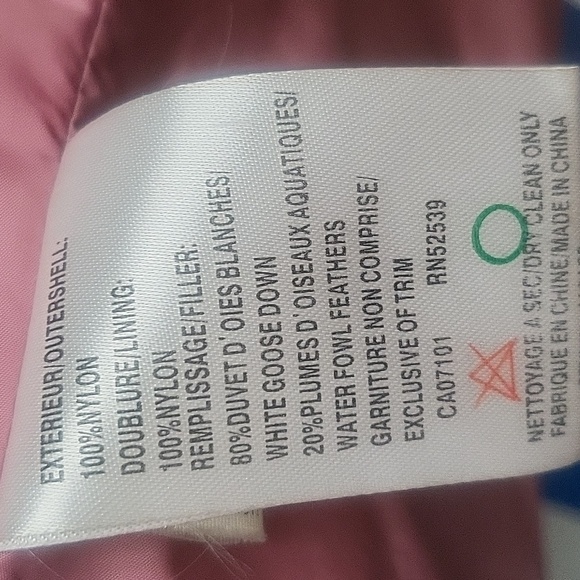 EXTERIEUR/OUTERSHELL:
100%NYLON
DOUBLURE/LINING:
100%NYLON
REMPLISSAGE/FILLER:
80%DUVET D'OIES BLANCHES/
WHITE GOOSE DOWN
20%PLUMES D'OISEAUX AQUATIQUES/
WATER FOWL FEATHERS
GARNITURE NON COMPRISE/
EXCLUSIVE OF TRIM
CA07101 RN52539
NETTOYAGE A SEC/DRY CLEAN ONLY
FABRIQUE EN CHINE/MADE IN CHINA